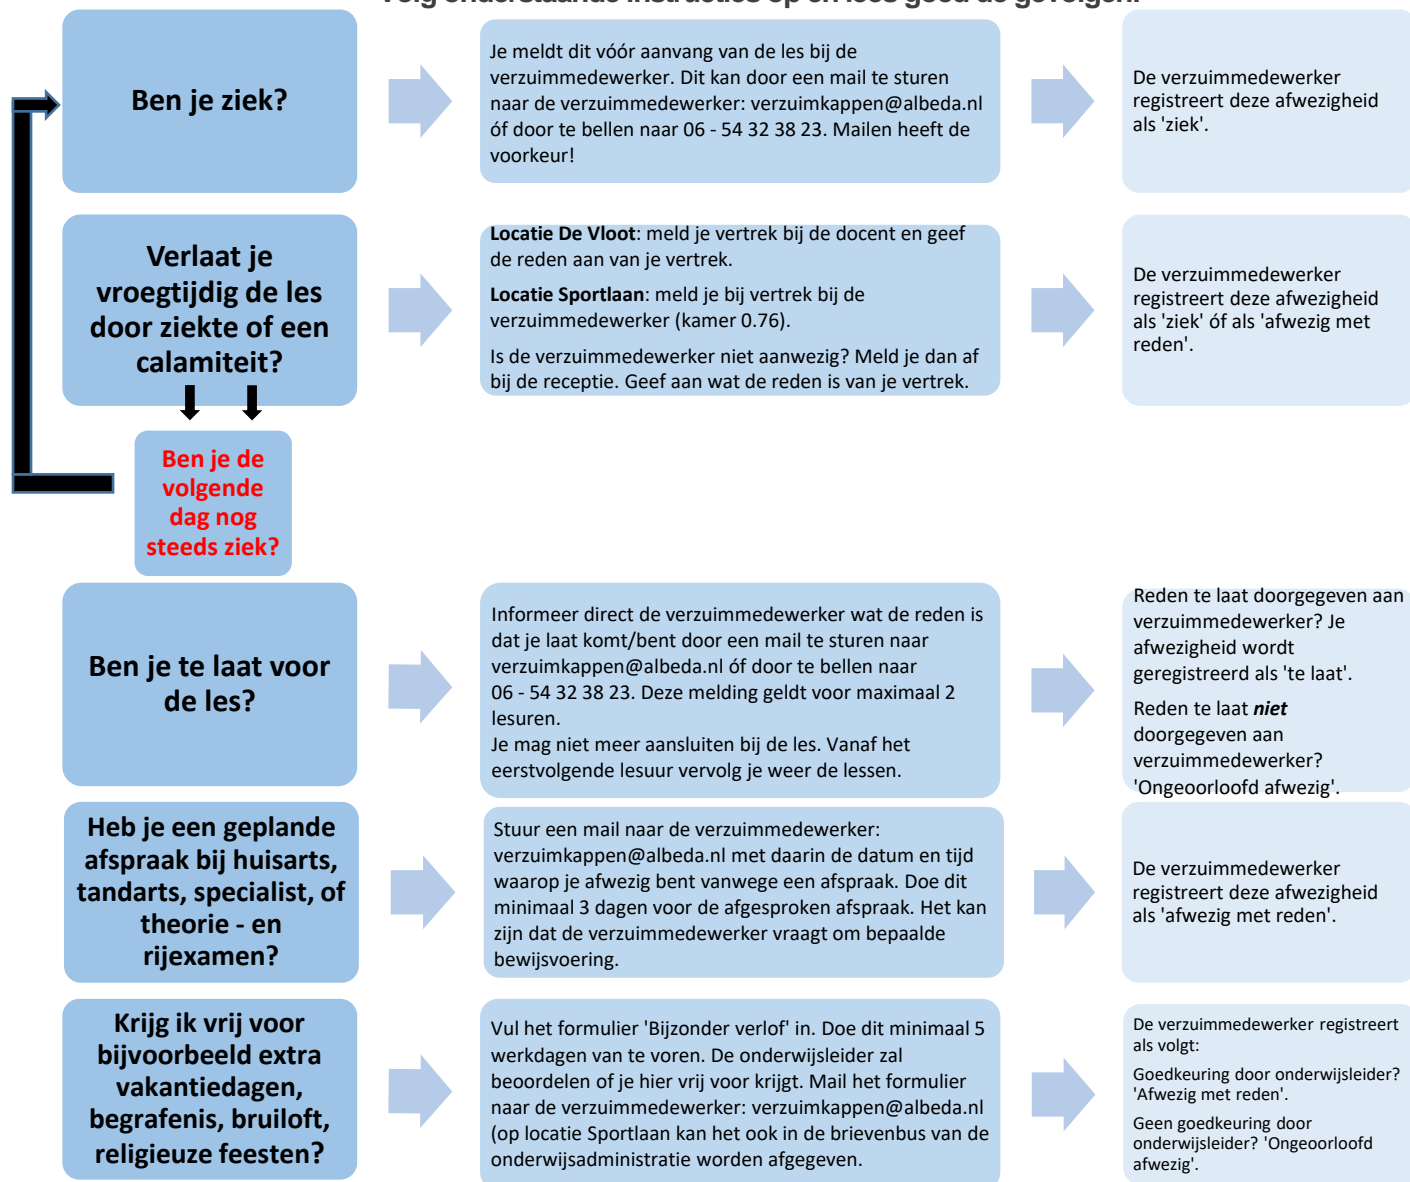 Volg onderstaande instructies op en lees goed de gevolgen.
Ben je ziek?
Je meldt dit vóór aanvang van de les bij de
verzuimmedewerker. Dit kan door een mail te sturen
naar de verzuimmedewerker: verzuimkappen@albeda.nl
óf door te bellen naar 06 - 54 32 38 23. Mailen heeft de
voorkeur!
De verzuimmedewerker
registreert deze afwezigheid
als 'ziek'.
Verlaat je
vroegtijdig de les
door ziekte of een
calamiteit?
Locatie De Vloot: meld je vertrek bij de docent en geef
de reden aan van je vertrek.
Locatie Sportlaan: meld je bij vertrek bij de
verzuimmedewerker (kamer 0.76).
Is de verzuimmedewerker niet aanwezig? Meld je dan af
bij de receptie. Geef aan wat de reden is van je vertrek.
De verzuimmedewerker
registreert deze afwezigheid
als 'ziek' óf als 'afwezig met
reden'.
Ben je de
volgende
dag nog
steeds ziek?
Ben je te laat voor
de les?
Informeer direct de verzuimmedewerker wat de reden is
dat je laat komt/bent door een mail te sturen naar
verzuimkappen@albeda.nl óf door te bellen naar
06 - 54 32 38 23. Deze melding geldt voor maximaal 2
lesuren.
Je mag niet meer aansluiten bij de les. Vanaf het
eerstvolgende lesuur vervolg je weer de lessen.
Reden te laat doorgegeven aan
verzuimmedewerker? Je
afwezigheid wordt
geregistreerd als 'te laat'.
Reden te laat niet
doorgegeven aan
verzuimmedewerker?
'Ongeoorloofd afwezig'.
Heb je een geplande
afspraak bij huisarts,
tandarts, specialist, of
theorie - en
rijexamen?
Stuur een mail naar de verzuimmedewerker:
verzuimkappen@albeda.nl met daarin de datum en tijd
waarop je afwezig bent vanwege een afspraak. Doe dit
minimaal 3 dagen voor de afgesproken afspraak. Het kan
zijn dat de verzuimmedewerker vraagt om bepaalde
bewijsvoering.
De verzuimmedewerker
registreert deze afwezigheid
als 'afwezig met reden'.
Krijg ik vrij voor
bijvoorbeeld extra
vakantiedagen,
begrafenis, bruiloft,
religieuze feesten?
Vul het formulier 'Bijzonder verlof' in. Doe dit minimaal 5
werkdagen van te voren. De onderwijsleider zal
beoordelen of je hier vrij voor krijgt. Mail het formulier
naar de verzuimmedewerker: verzuimkappen@albeda.nl
(op locatie Sportlaan kan het ook in de brievenbus van de
onderwijsadministratie worden afgegeven.
De verzuimmedewerker registreert
als volgt:
Goedkeuring door onderwijsleider?
'Afwezig met reden'.
Geen goedkeuring door
onderwijsleider? 'Ongeoorloofd
afwezig'.